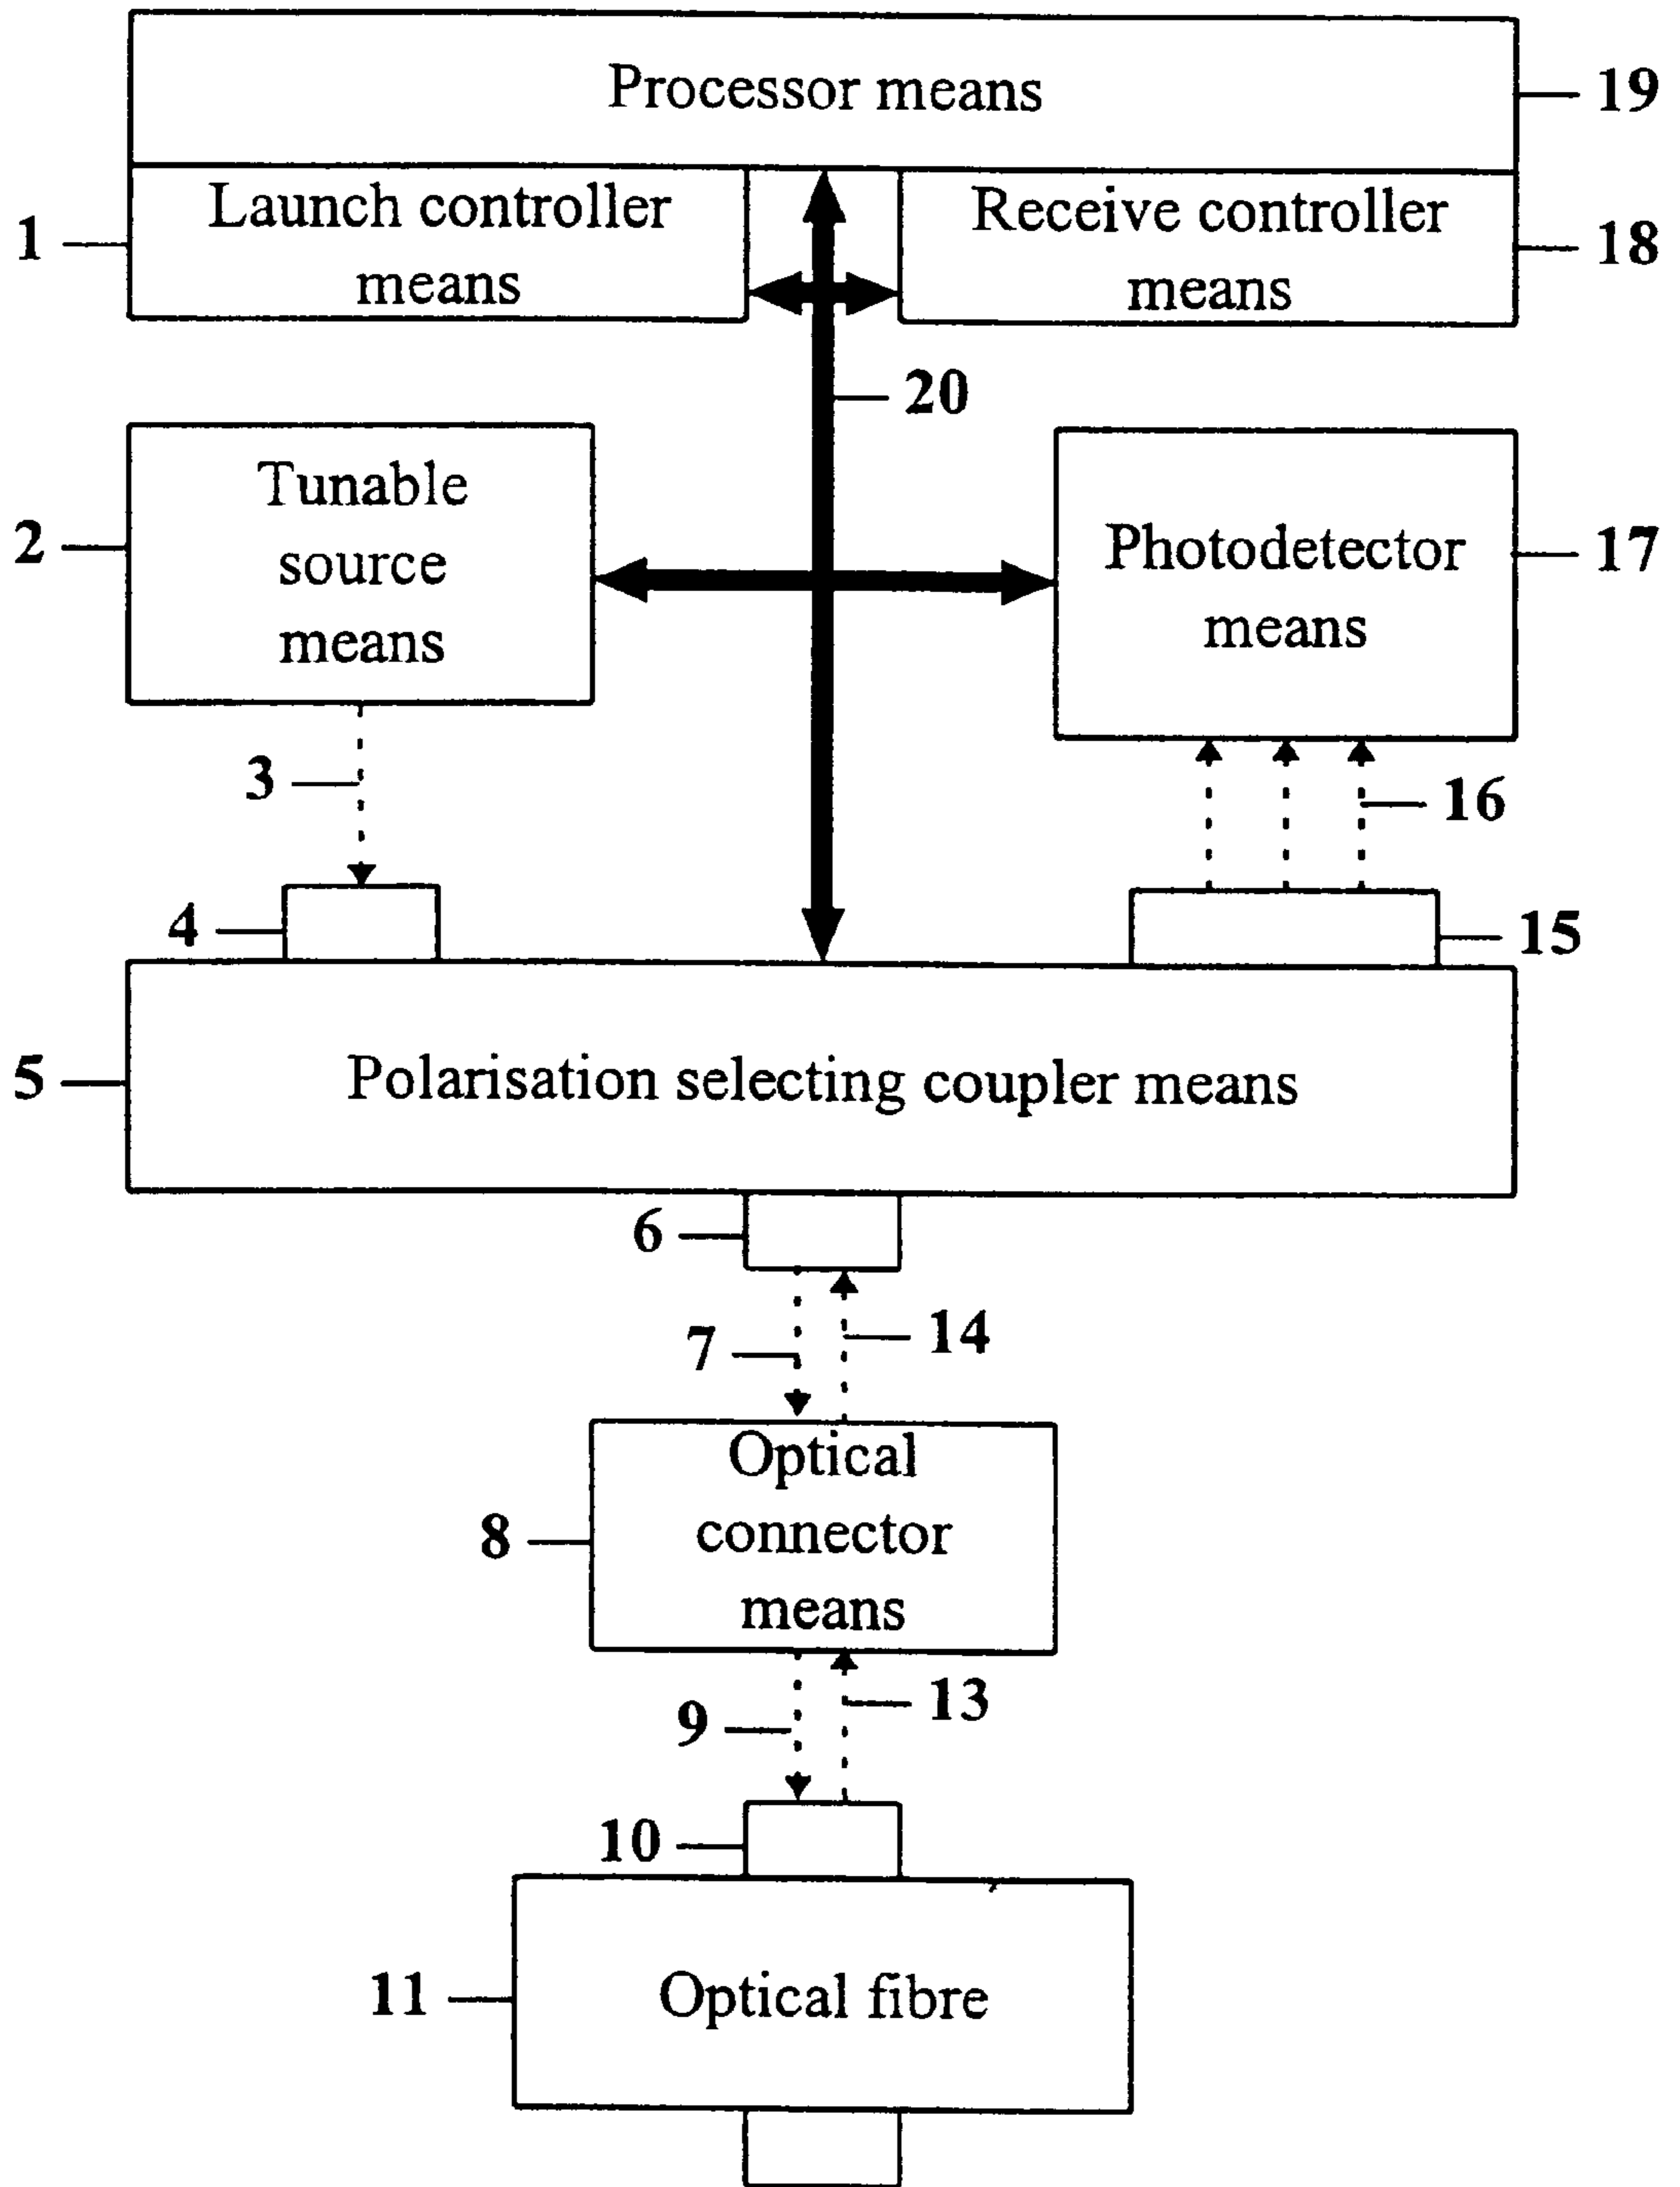 Processor means
19
Launch controller
means
1
Receive controller
means
18
20
Tunable
source
means
2
Photodetector
means
17
3
16
4
15
Polarisation selecting coupler means
5
6
7
14
Optical
connector
means
8
9
13
10
Optical fibre
11